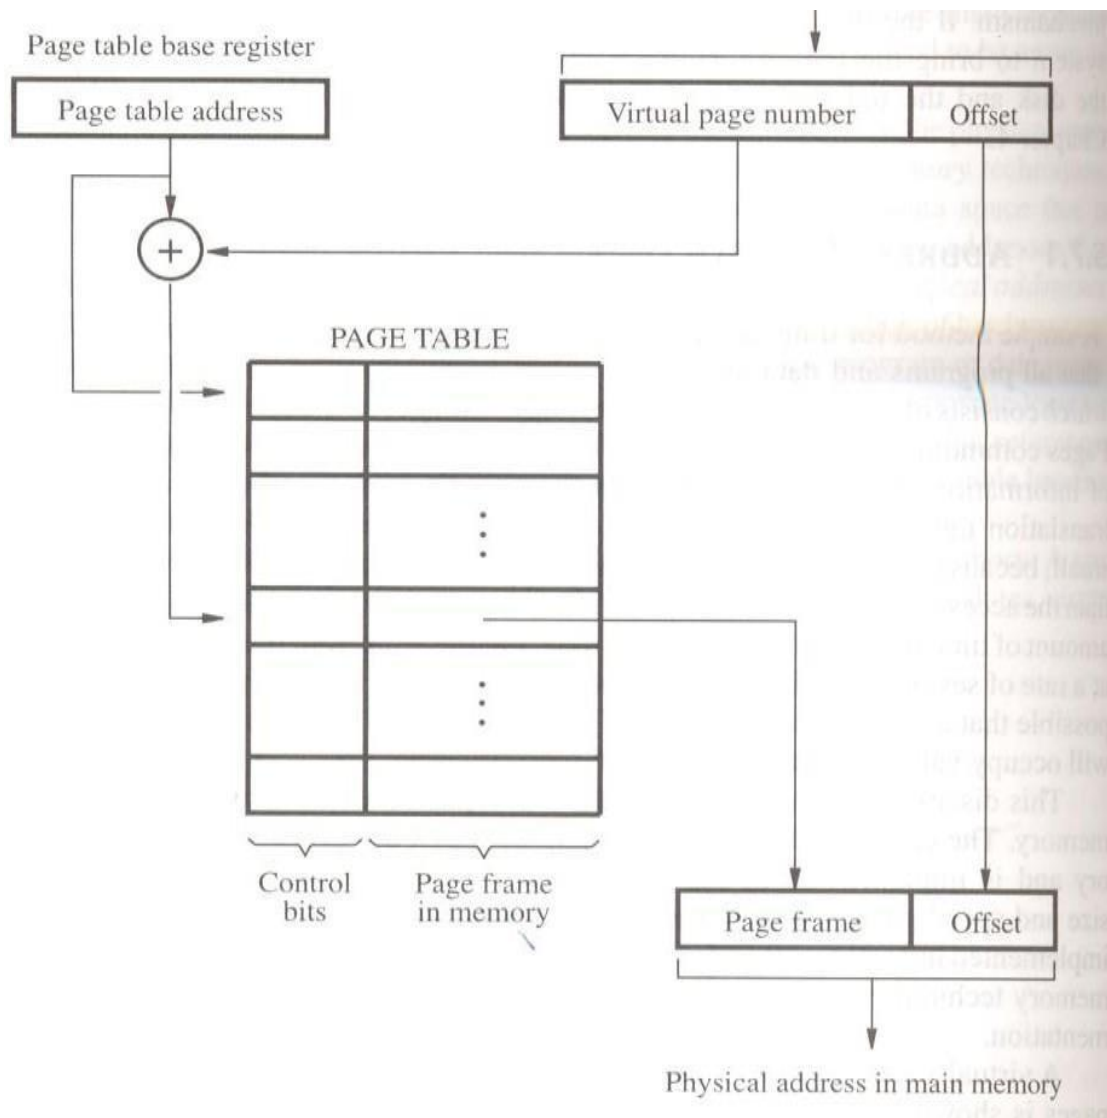 Page table base register
Page table address
Virtual page number
Offset
+
PAGE TABLE
Control
bits
Page frame
in memory
Page frame
Offset
Physical address in main memory